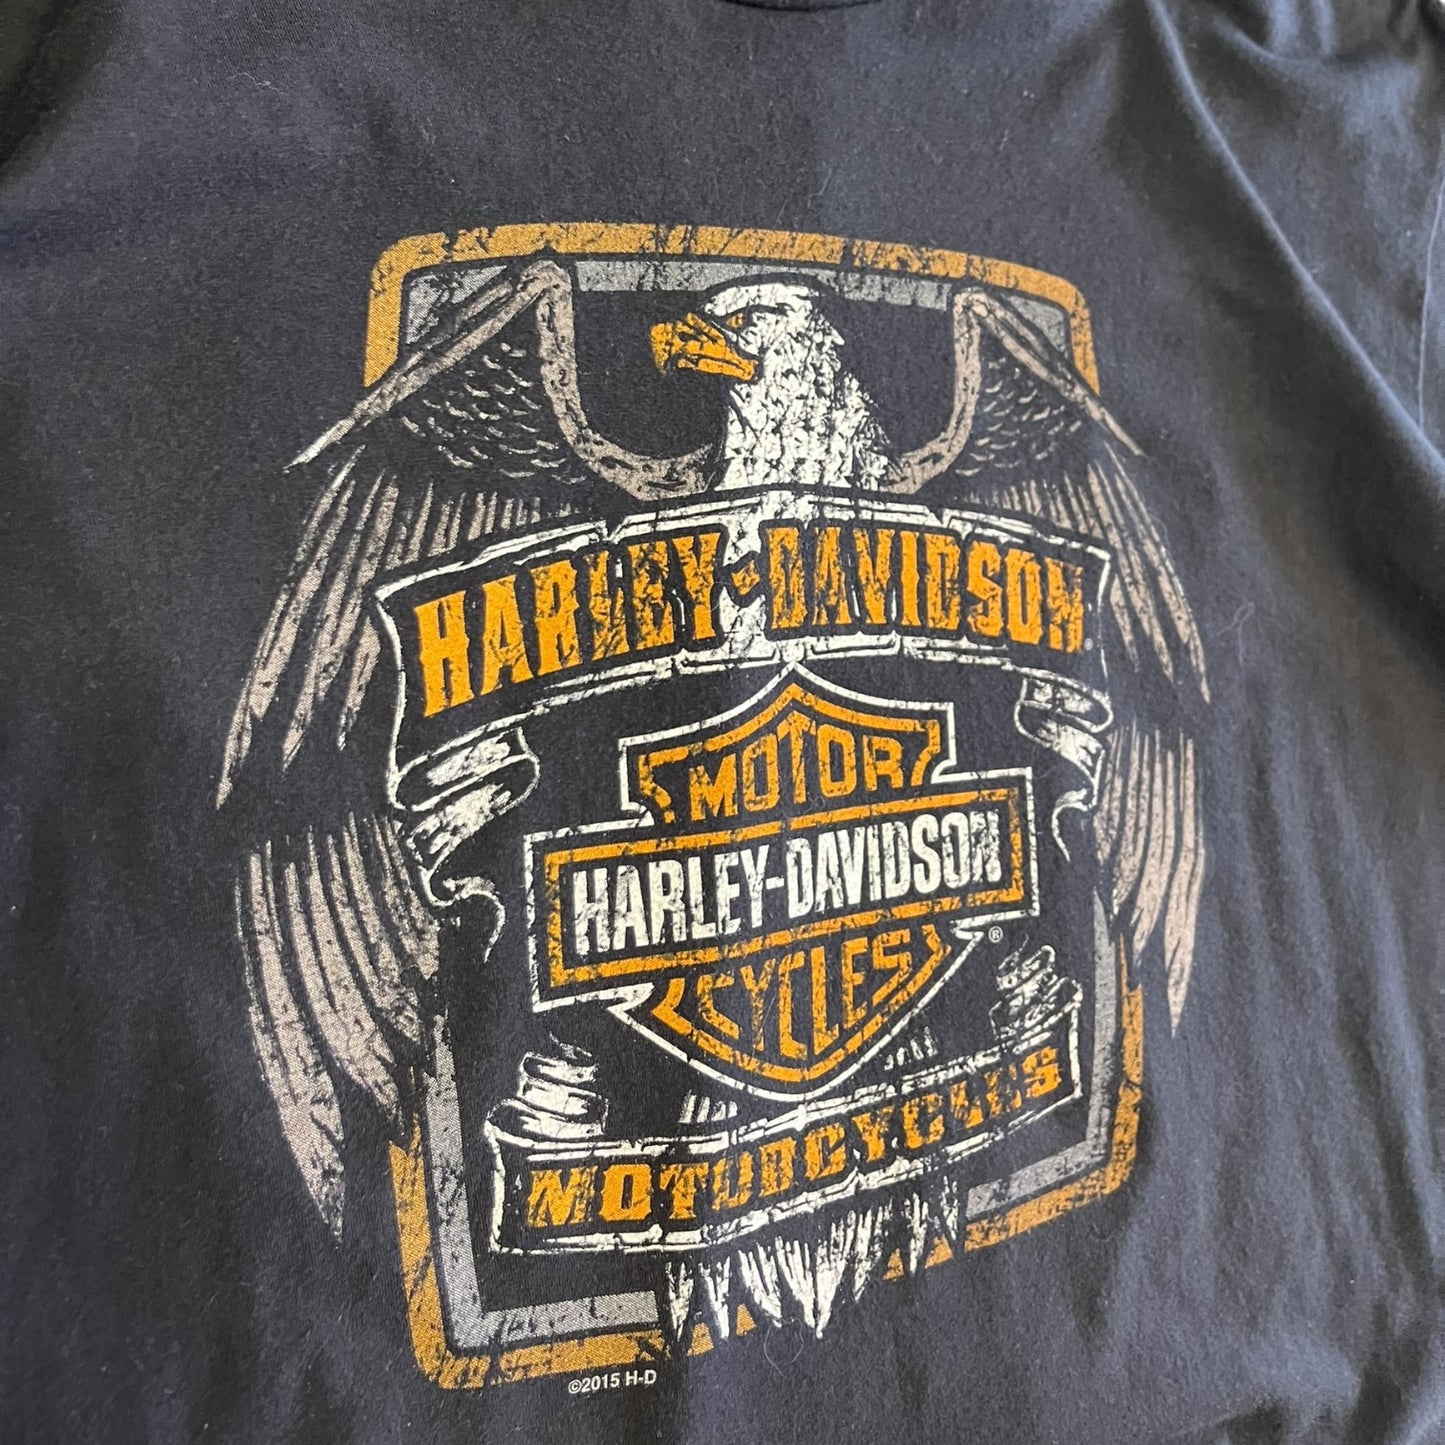 HARLEY-DAVIDSON®
MOTOR
HARLEY-DAVIDSON
CYCLES ®
MOTORCYCLES
©2015 H-D